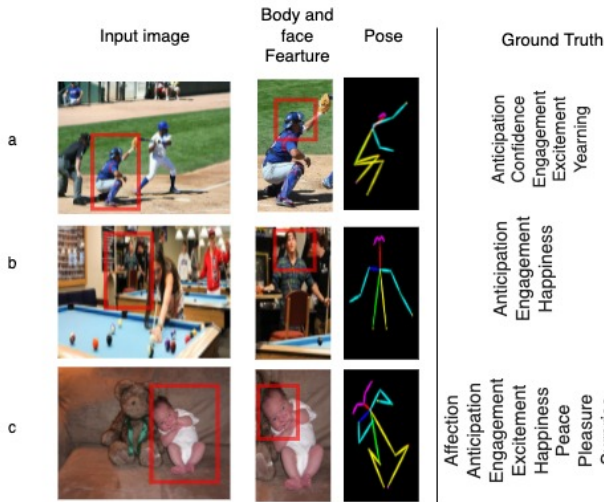 Input image
Body and
face
Fearture
Pose
Ground Truth
a
Anticipation
Confidence
Engagement
Excitement
Yearning
b
Anticipation
Engagement
Happiness
c
Affection
Anticipation
Engagement
Excitement
Happiness
Peace
Pleasure